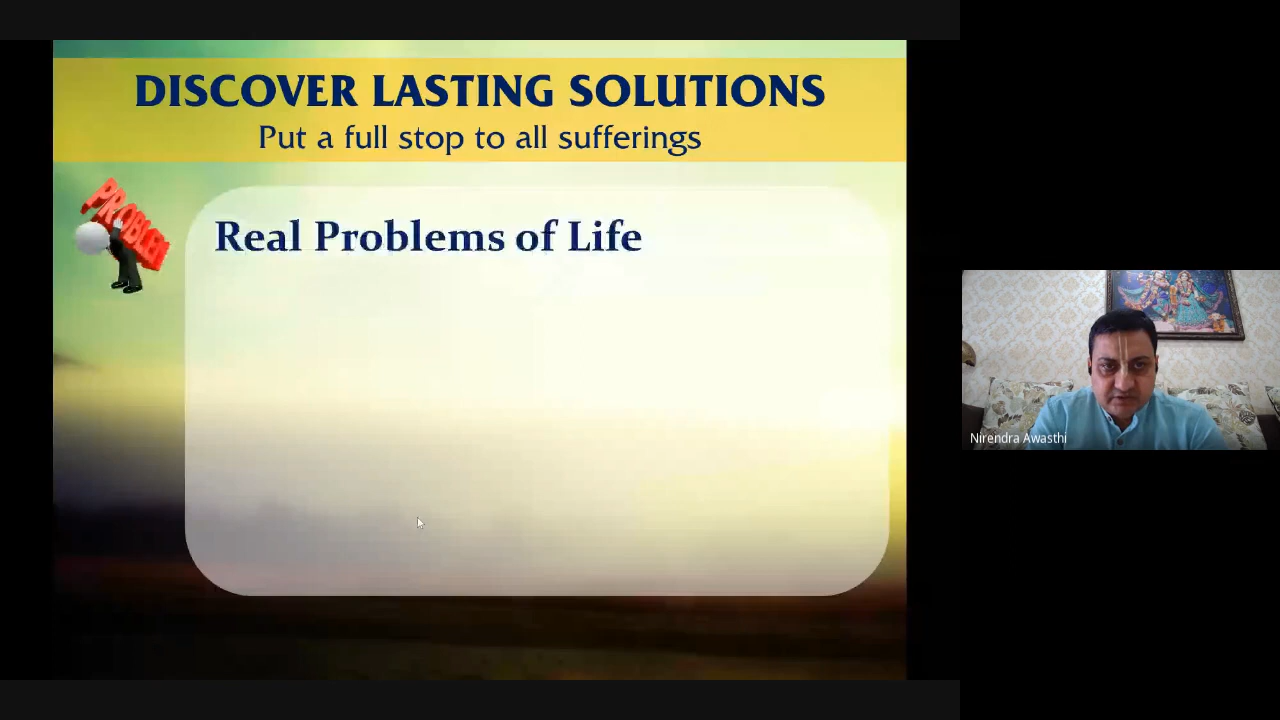 DISCOVER LASTING SOLUTIONS
Put a full stop to all sufferings
PROBLEM
Real Problems of Life
Nirendra Awasthi